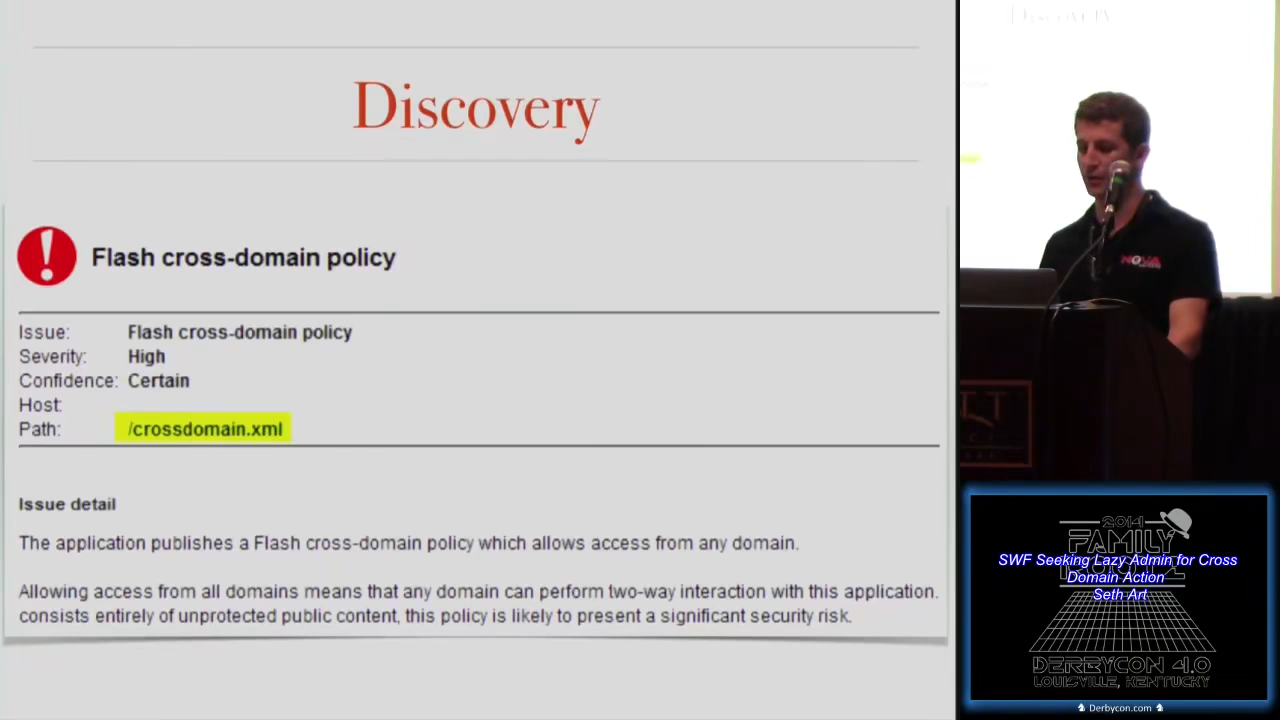 Discovery
Flash cross-domain policy
Issue: Flash cross-domain policy
Severity: High
Confidence: Certain
Host:
Path: /crossdomain.xml
Issue detail
The application publishes a Flash cross-domain policy which allows access from any domain.
Allowing access from all domains means that any domain can perform two-way interaction with this application.
consists entirely of unprotected public content, this policy is likely to present a significant security risk.
Discovery
NOVA
2014
FAMILY
SWF Seeking Lazy Admin for Cross
Domain Action
Seth Art
DERBYCON 4.0
LOUISVILLE, KENTUCKY
Derbycon.com